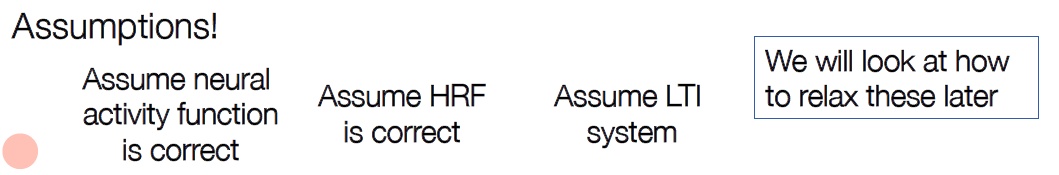 Assumptions!
Assume neural
activity function
is correct
Assume HRF
is correct
Assume LTI
system
We will look at how
to relax these later